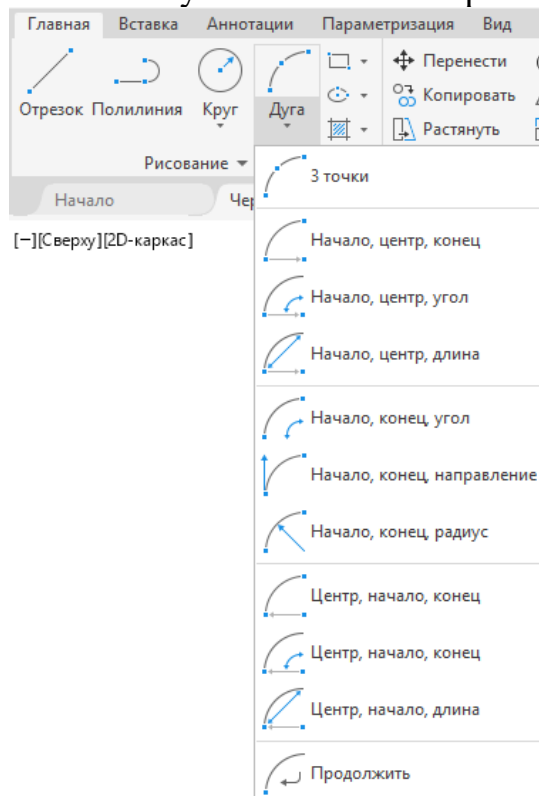 Главная Вставка Аннотации Параметризация Вид
Отрезок Полилиния Круг Дуга
Перенести
Копировать
Растянуть
Рисование
Начало
[−][Сверху][2D-каркас]
3 точки
Начало, центр, конец
Начало, центр, угол
Начало, центр, длина
Начало, конец, угол
Начало, конец, направление
Начало, конец, радиус
Центр, начало, конец
Центр, начало, конец
Центр, начало, длина
Продолжить